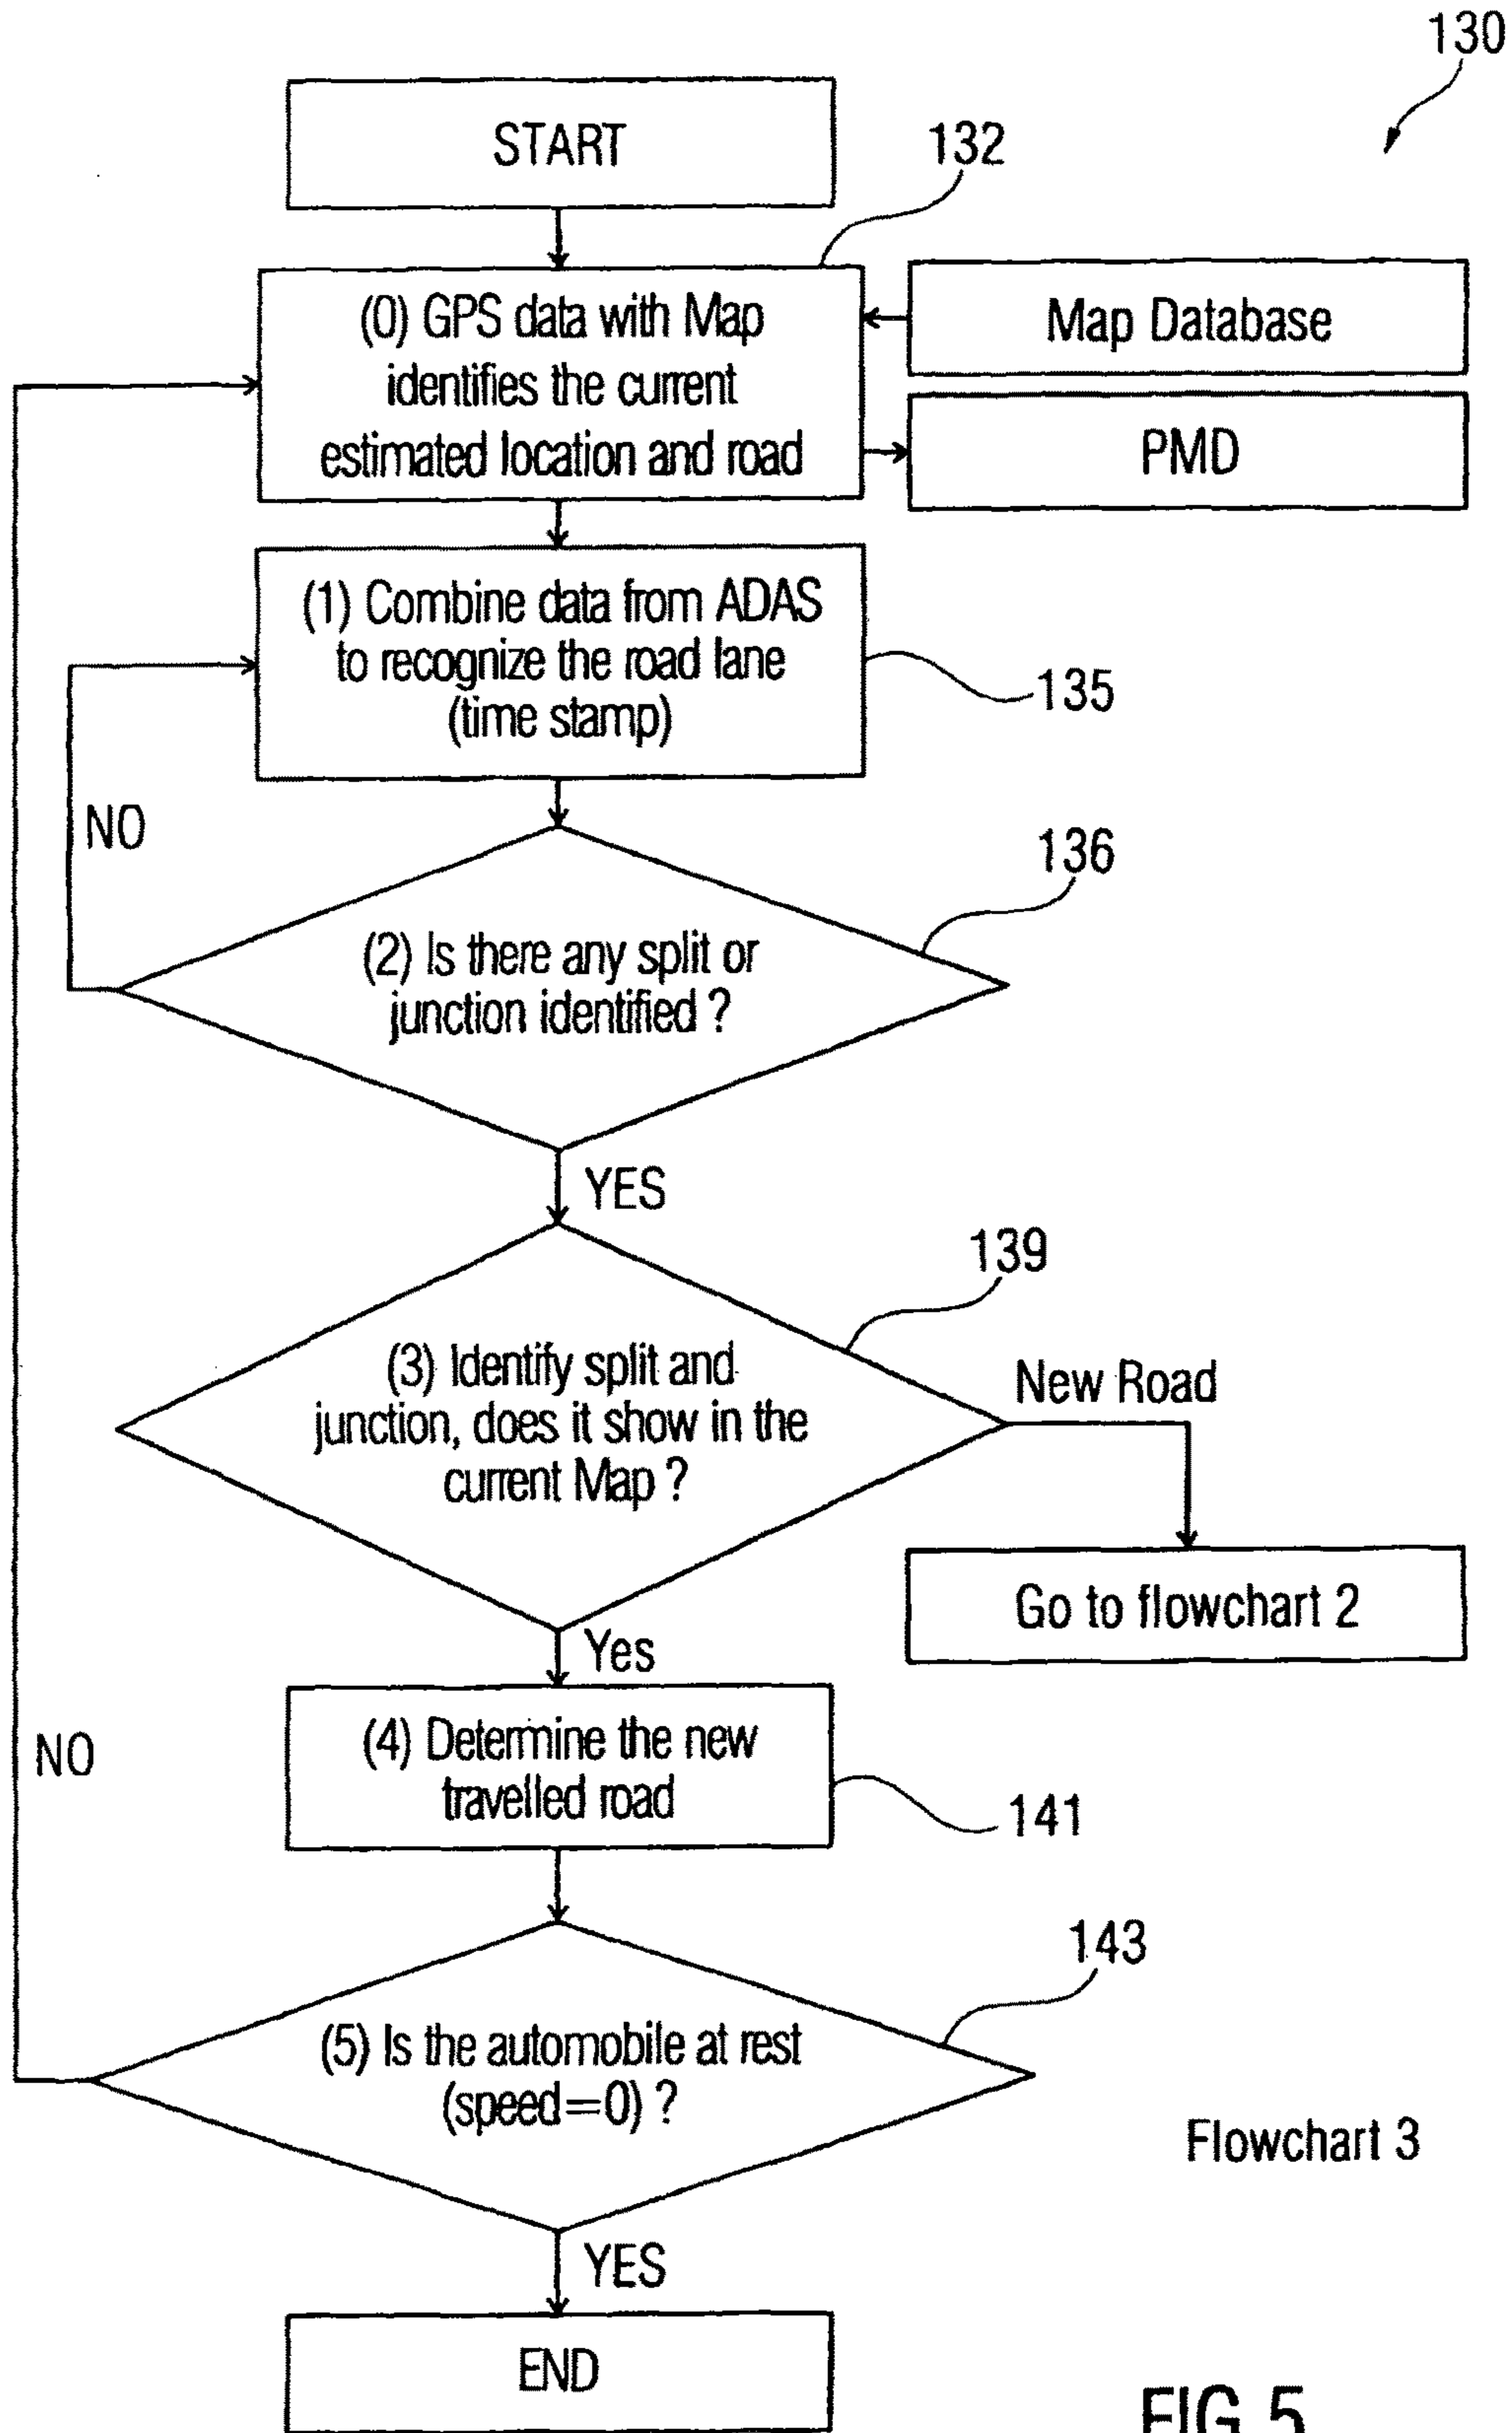 130
START
132
(0) GPS data with Map
identifies the current
estimated location and road
Map Database
PMD
(1) Combine data from ADAS
to recognize the road lane
(time stamp)
135
NO
136
(2) Is there any split or
junction identified ?
YES
139
(3) Identify split and
junction, does it show in the
current Map ?
New Road
Go to flowchart 2
Yes
(4) Determine the new
travelled road
141
NO
143
(5) Is the automobile at rest
(speed=0) ?
Flowchart 3
YES
END
FIG 5